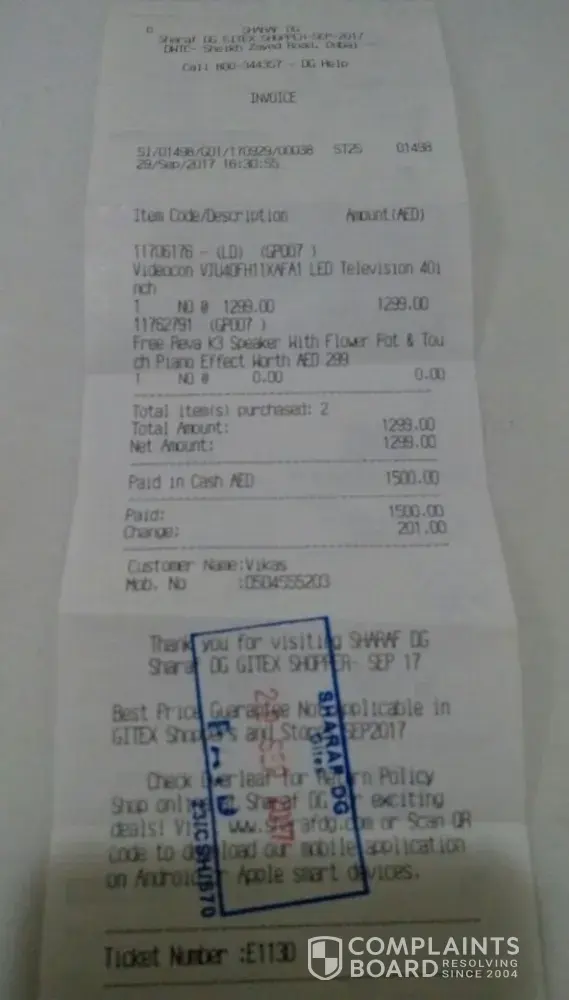 SHARAF DG
Sharaf DG GITEX SHOPPER-SEP-2017
DWTC- Sheikh Zayed Road, Dubai
Call 800-344357 - DG Help
INVOICE
SI/01498/G01/170929/00038 ST25 01498
29/Sep/2017 16:30:55
Item Code/Description Amount(AED)
11706176 - (LD) (GP007 )
Videocon VIU40FH11XAFA1 LED Television 40i
nch
1 NO @ 1299.00 1299.00
11762791 (GP007 )
Free Reva K3 Speaker With Flower Pot & Tou
ch Piano Effect Worth AED 299
1 NO @ 0.00 0.00
Total item(s) purchased: 2
Total Amount: 1299.00
Net Amount: 1299.00
Paid in Cash AED 1500.00
Paid: 1500.00
Change: 201.00
Customer Name:Vikas
Mob. No :0504555203
Thank you for visiting SHARAF DG
Sharaf DG GITEX SHOPPER- SEP 17
Best Price Guarantee Not applicable in
GITEX Shoppers and SEP2017
Check Overleaf for Return Policy
Shop online at Sharaf DG for exciting
deals! Visit www.sharafdg.com or Scan QR
code to download our mobile application
on Android or Apple smart devices.
SHARAF DG
Gitex
SEP 2017
Ticket Number :E1130
COMPLAINTS
BOARD RESOLVING
SINCE 2004